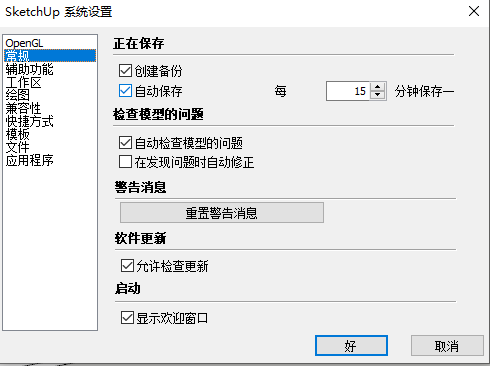 SketchUp 系统设置
OpenGL
常规
辅助功能
工作区
绘图
兼容性
快捷方式
模板
文件
应用程序
正在保存
创建备份
自动保存 每 15 分钟保存一
检查模型的问题
自动检查模型的问题
在发现问题时自动修正
警告消息
重置警告消息
软件更新
允许检查更新
启动
显示欢迎窗口
好 取消